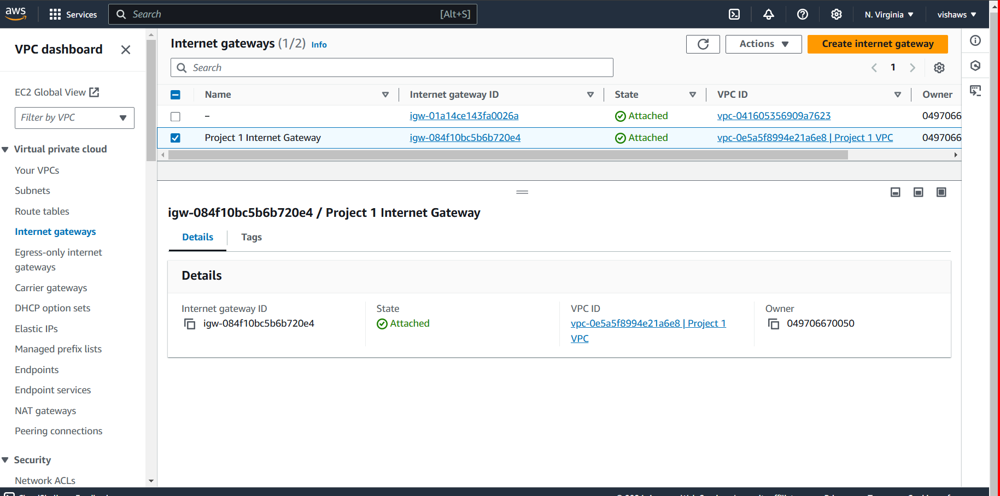 aws
Services
Search
[Alt+S]
N. Virginia
vishaws
VPC dashboard
EC2 Global View
Filter by VPC
Virtual private cloud
Your VPCs
Subnets
Route tables
Internet gateways
Egress-only internet
gateways
Carrier gateways
DHCP option sets
Elastic IPs
Managed prefix lists
Endpoints
Endpoint services
NAT gateways
Peering connections
Security
Network ACLs
Internet gateways (1/2) Info
Actions
Create internet gateway
Search
1
Name Internet gateway ID State VPC ID Owner
– igw-01a14ce143fa0026a Attached vpc-041605356909a7623 0497066
Project 1 Internet Gateway igw-084f10bc5b6b720e4 Attached vpc-0e5a5f8994e21a6e8 | Project 1 VPC 0497066
igw-084f10bc5b6b720e4 / Project 1 Internet Gateway
Details Tags
Details
Internet gateway ID
igw-084f10bc5b6b720e4
State
Attached
VPC ID
vpc-0e5a5f8994e21a6e8 | Project 1
VPC
Owner
049706670050